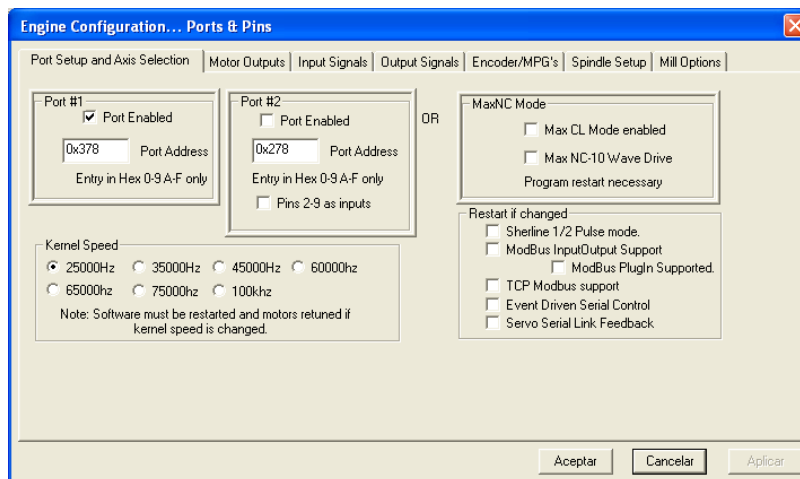 Engine Configuration... Ports & Pins
Port Setup and Axis Selection
Motor Outputs
Input Signals
Output Signals
Encoder/MPG's
Spindle Setup
Mill Options
Port #1
Port Enabled
0x378
Port Address
Entry in Hex 0-9 A-F only
Port #2
Port Enabled
0x278
Port Address
Entry in Hex 0-9 A-F only
Pins 2-9 as inputs
OR
MaxNC Mode
Max CL Mode enabled
Max NC-10 Wave Drive
Program restart necessary
Restart if changed
Sherline 1/2 Pulse mode.
ModBus InputOutput Support
ModBus PlugIn Supported.
TCP Modbus support
Event Driven Serial Control
Servo Serial Link Feedback
Kernel Speed
25000Hz
35000Hz
45000Hz
60000hz
65000hz
75000hz
100khz
Note: Software must be restarted and motors retuned if
kernel speed is changed.
Aceptar
Cancelar
Aplicar